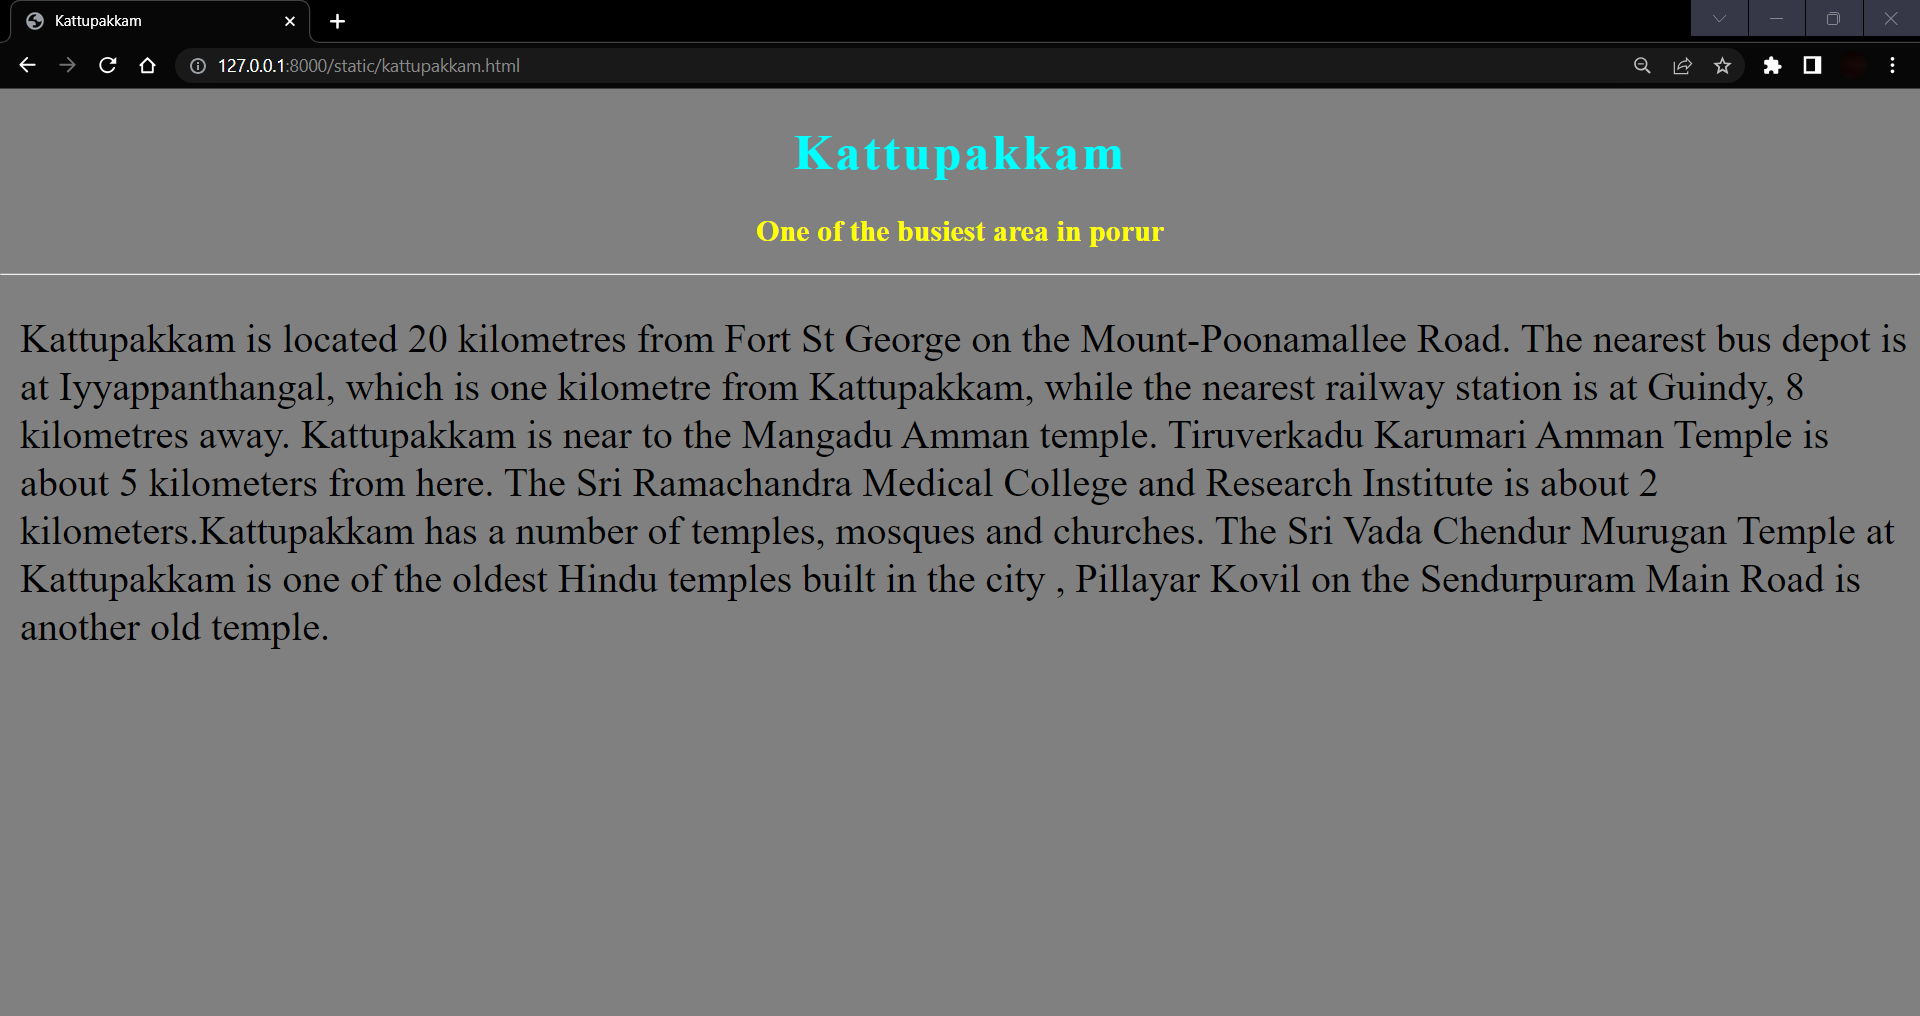 Kattupakkam
127.0.0.1:8000/static/kattupakkam.html
Kattupakkam
One of the busiest area in porur
Kattupakkam is located 20 kilometres from Fort St George on the Mount-Poonamallee Road. The nearest bus depot is
at Iyyappanthangal, which is one kilometre from Kattupakkam, while the nearest railway station is at Guindy, 8
kilometres away. Kattupakkam is near to the Mangadu Amman temple. Tiruverkadu Karumari Amman Temple is
about 5 kilometers from here. The Sri Ramachandra Medical College and Research Institute is about 2
kilometers.Kattupakkam has a number of temples, mosques and churches. The Sri Vada Chendur Murugan Temple at
Kattupakkam is one of the oldest Hindu temples built in the city , Pillayar Kovil on the Sendurpuram Main Road is
another old temple.